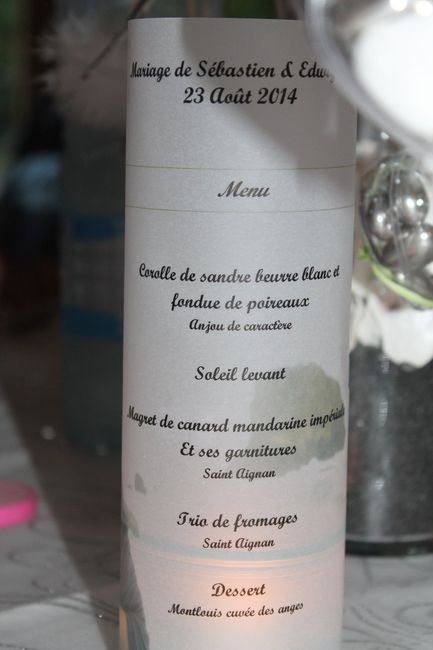 Mariage de Sébastien &
23 Août 2014
Menu
Corolle de sandre beurre blanc et
fondue de poireaux
Anjou de caractère
Soleil levant
Magret de canard mandarine impériale
Et ses garnitures
Saint Aignan
Trio de fromages
Saint Aignan
Dessert
Montlouis cuvée des anges